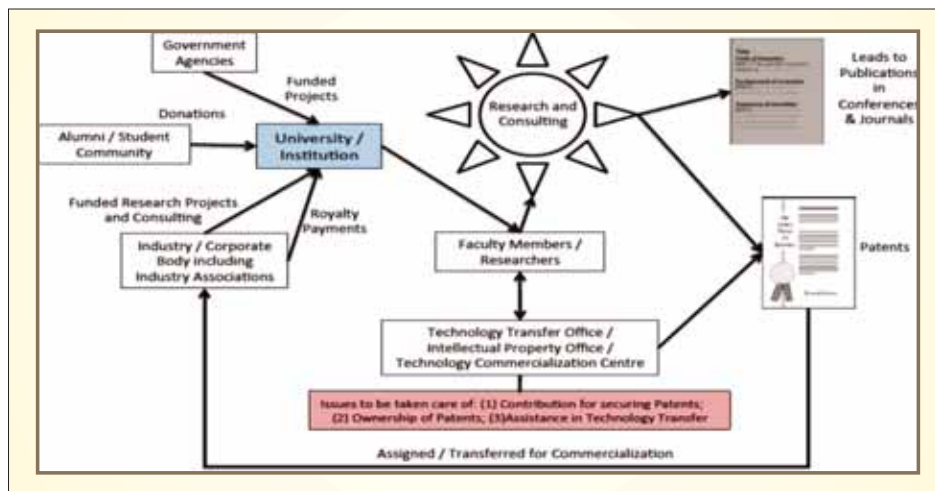 Government
Agencies
Funded
Projects
Donations
Alumni / Student
Community
University /
Institution
Funded Research Projects
and Consulting
Royalty
Payments
Industry / Corporate
Body including
Industry Associations
Research and
Consulting
Leads to
Publications
in
Conferences
& Journals
Faculty Members /
Researchers
Patents
Technology Transfer Office /
Intellectual Property Office /
Technology Commercialization Centre
Issues to be taken care of: (1) Contribution for securing Patents;
(2) Ownership of Patents; (3)Assistance in Technology Transfer
Assigned / Transferred for Commercialization